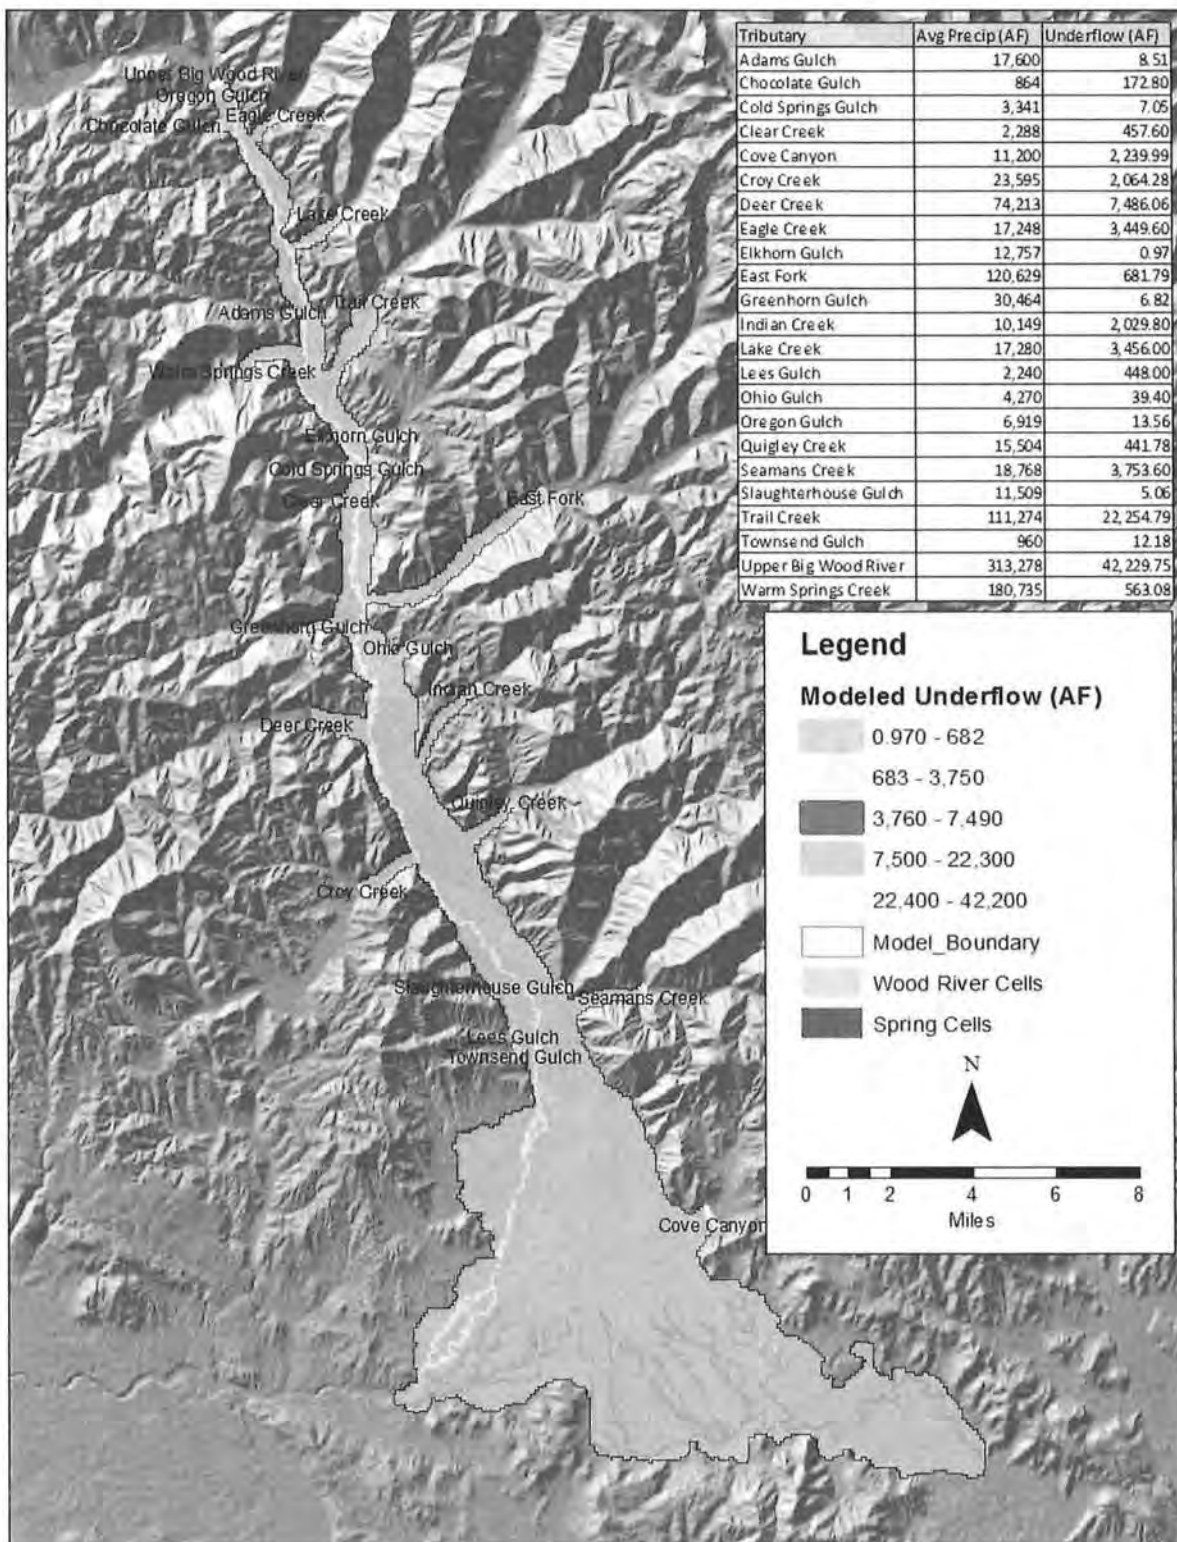 Tributary Avg Precip (AF) Underflow (AF)
Adams Gulch 17,600 8.51
Chocolate Gulch 864 172.80
Cold Springs Gulch 3,341 7.05
Clear Creek 2,288 457.60
Cove Canyon 11,200 2,239.99
Croy Creek 23,595 2,064.28
Deer Creek 74,213 7,486.06
Eagle Creek 17,248 3,449.60
Elkhorn Gulch 12,757 0.97
East Fork 120,629 681.79
Greenhorn Gulch 30,464 6.82
Indian Creek 10,149 2,029.80
Lake Creek 17,280 3,456.00
Lees Gulch 2,240 448.00
Ohio Gulch 4,270 39.40
Oregon Gulch 6,919 13.56
Quigley Creek 15,504 441.78
Seamans Creek 18,768 3,753.60
Slaughterhouse Gulch 11,509 5.06
Trail Creek 111,274 22,254.79
Townsend Gulch 960 12.18
Upper Big Wood River 313,278 42,229.75
Warm Springs Creek 180,735 563.08
Upper Big Wood River
Oregon Gulch
Eagle Creek
Chocolate Gulch
Lake Creek
Trail Creek
Adams Gulch
Warm Springs Creek
Elkhorn Gulch
Cold Springs Gulch
Clear Creek
East Fork
Greenhorn Gulch
Ohio Gulch
Indian Creek
Deer Creek
Quigley Creek
Croy Creek
Slaughterhouse Gulch
Seamans Creek
Lees Gulch
Townsend Gulch
Cove Canyon
Legend
Modeled Underflow (AF)
0.970 - 682
683 - 3,750
3,760 - 7,490
7,500 - 22,300
22,400 - 42,200
Model_Boundary
Wood River Cells
Spring Cells
N
0 1 2 4 6 8
Miles